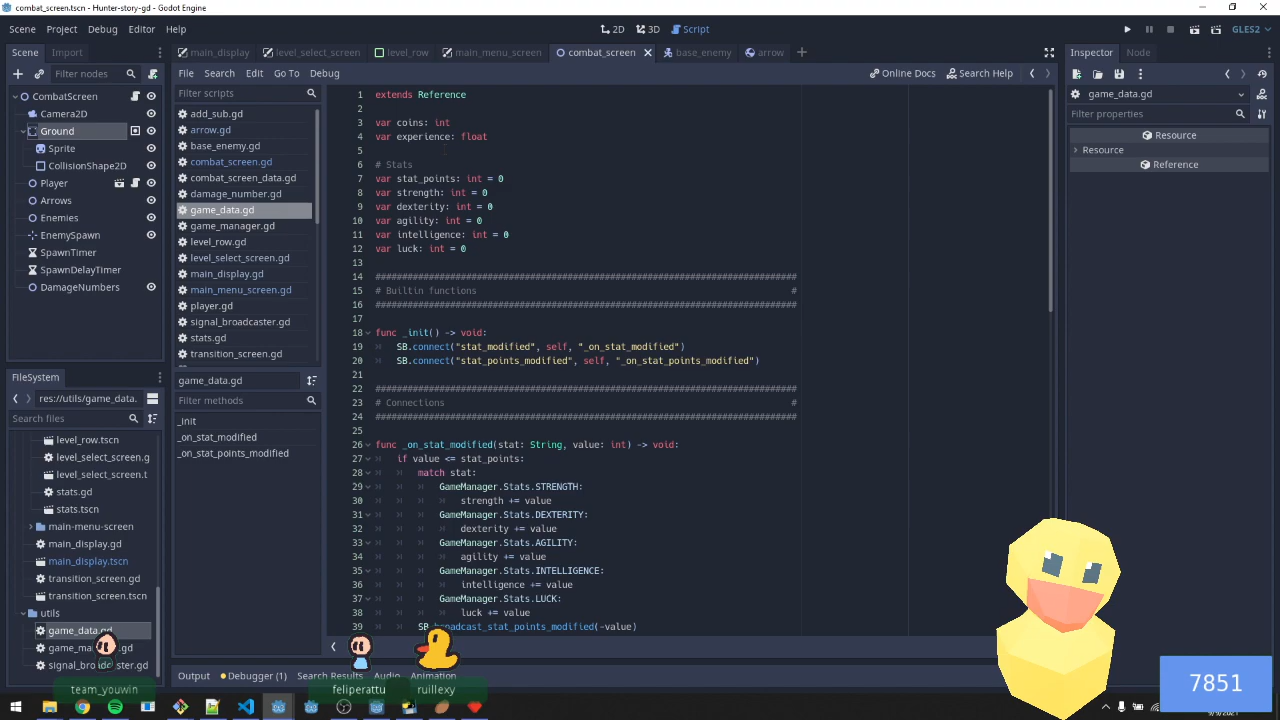 combat_screen.tscn - Hunter-story-gd - Godot Engine
Scene Project Debug Editor Help
2D 3D Script
GLES2
Scene Import
Filter nodes
CombatScreen
Camera2D
Ground
Sprite
CollisionShape2D
Player
Arrows
Enemies
EnemySpawn
SpawnTimer
SpawnDelayTimer
DamageNumbers
FileSystem
res://utils/game_data.
Search files
level_row.tscn
level_select_screen.g
level_select_screen.t
stats.gd
stats.tscn
main-menu-screen
main_display.gd
main_display.tscn
transition_screen.gd
transition_screen.tscn
utils
game_data.gd
signal_bro
ster.gd
main_display level_select_screen level_row main_menu_screen combat_screen base_enemy arrow
File Search Edit Go To Debug
Online Docs Search Help
Filter scripts
add_sub.gd
arrow.gd
base_enemy.gd
combat_screen.gd
combat_screen_data.gd
damage_number.gd
game_data.gd
game_manager.gd
level_row.gd
level_select_screen.gd
main_display.gd
main_menu_screen.gd
player.gd
signal_broadcaster.gd
stats.gd
transition_screen.gd
game_data.gd
Filter methods
_init
_on_stat_modified
_on_stat_points_modified
1 extends Reference
2
3 var coins: int
4 var experience: float
5
6 # Stats
7 var stat_points: int = 0
8 var strength: int = 0
9 var dexterity: int = 0
10 var agility: int = 0
11 var intelligence: int = 0
12 var luck: int = 0
13
14 ################################################################################
15 # Builtin functions #
16 ################################################################################
17
18 func _init() -> void:
19 SB.connect("stat_modified", self, "_on_stat_modified")
20 SB.connect("stat_points_modified", self, "_on_stat_points_modified")
21
22 ################################################################################
23 # Connections #
24 ################################################################################
25
26 func _on_stat_modified(stat: String, value: int) -> void:
27 if value <= stat_points:
28 match stat:
29 GameManager.Stats.STRENGTH:
30 strength += value
31 GameManager.Stats.DEXTERITY:
32 dexterity += value
33 GameManager.Stats.AGILITY:
34 agility += value
35 GameManager.Stats.INTELLIGENCE:
36 intelligence += value
37 GameManager.Stats.LUCK:
38 luck += value
39 SB.broadcast_stat_points_modified(-value)
Output Debugger (1) Search Results Audio Animation
Inspector Node
game_data.gd
Filter properties
Resource
Resource
Reference
team_youwin
feliperattu
ruillexy
7851